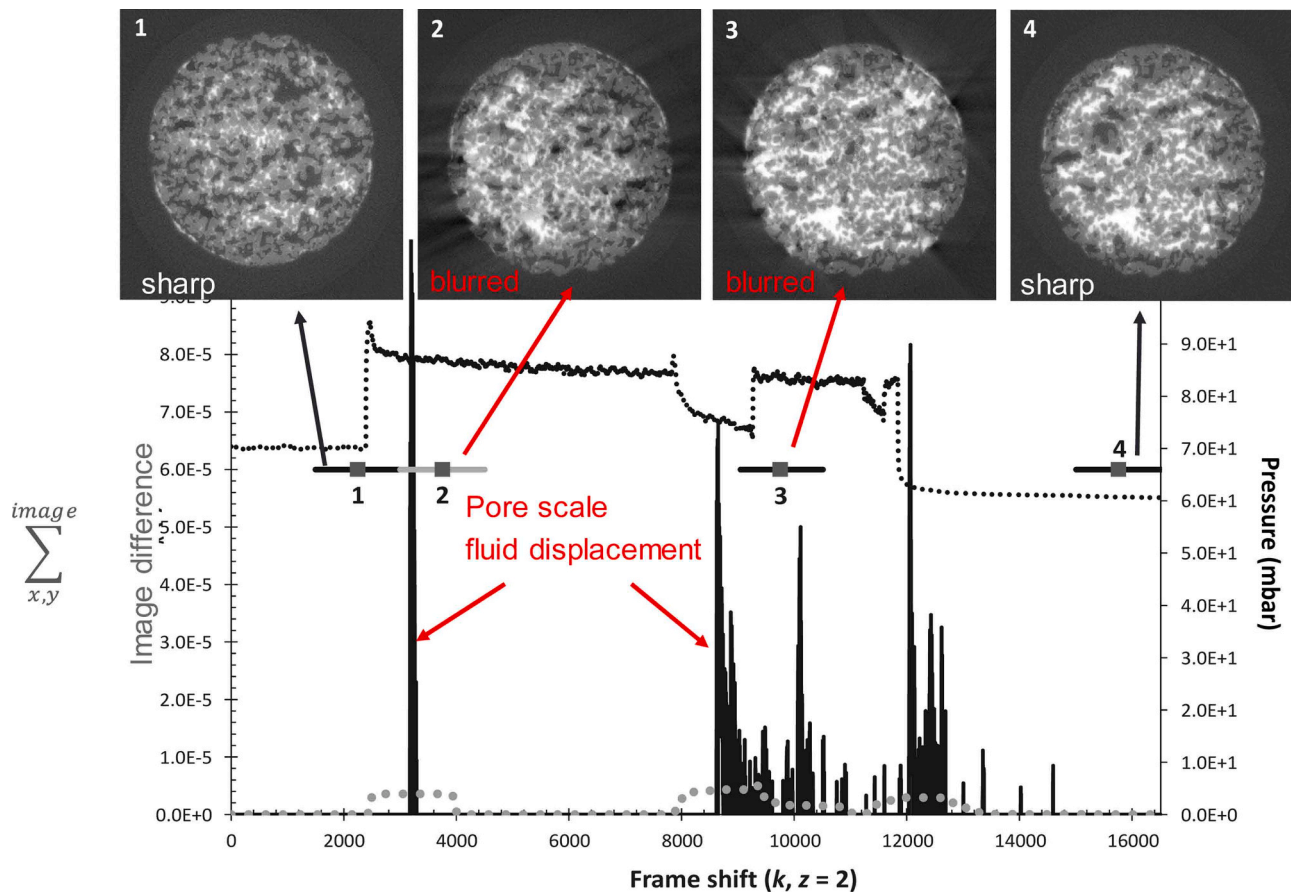 1
2
3
4
sharp
blurred
blurred
sharp
8.0E-5
7.0E-5
6.0E-5
5.0E-5
4.0E-5
3.0E-5
2.0E-5
1.0E-5
0.0E+0
image
∑
x,y
Image difference
1
2
3
4
Pore scale
fluid displacement
9.0E+1
8.0E+1
7.0E+1
6.0E+1
5.0E+1
4.0E+1
3.0E+1
2.0E+1
1.0E+1
0.0E+0
Pressure (mbar)
0
2000
4000
6000
8000
10000
12000
14000
16000
Frame shift (k, z = 2)